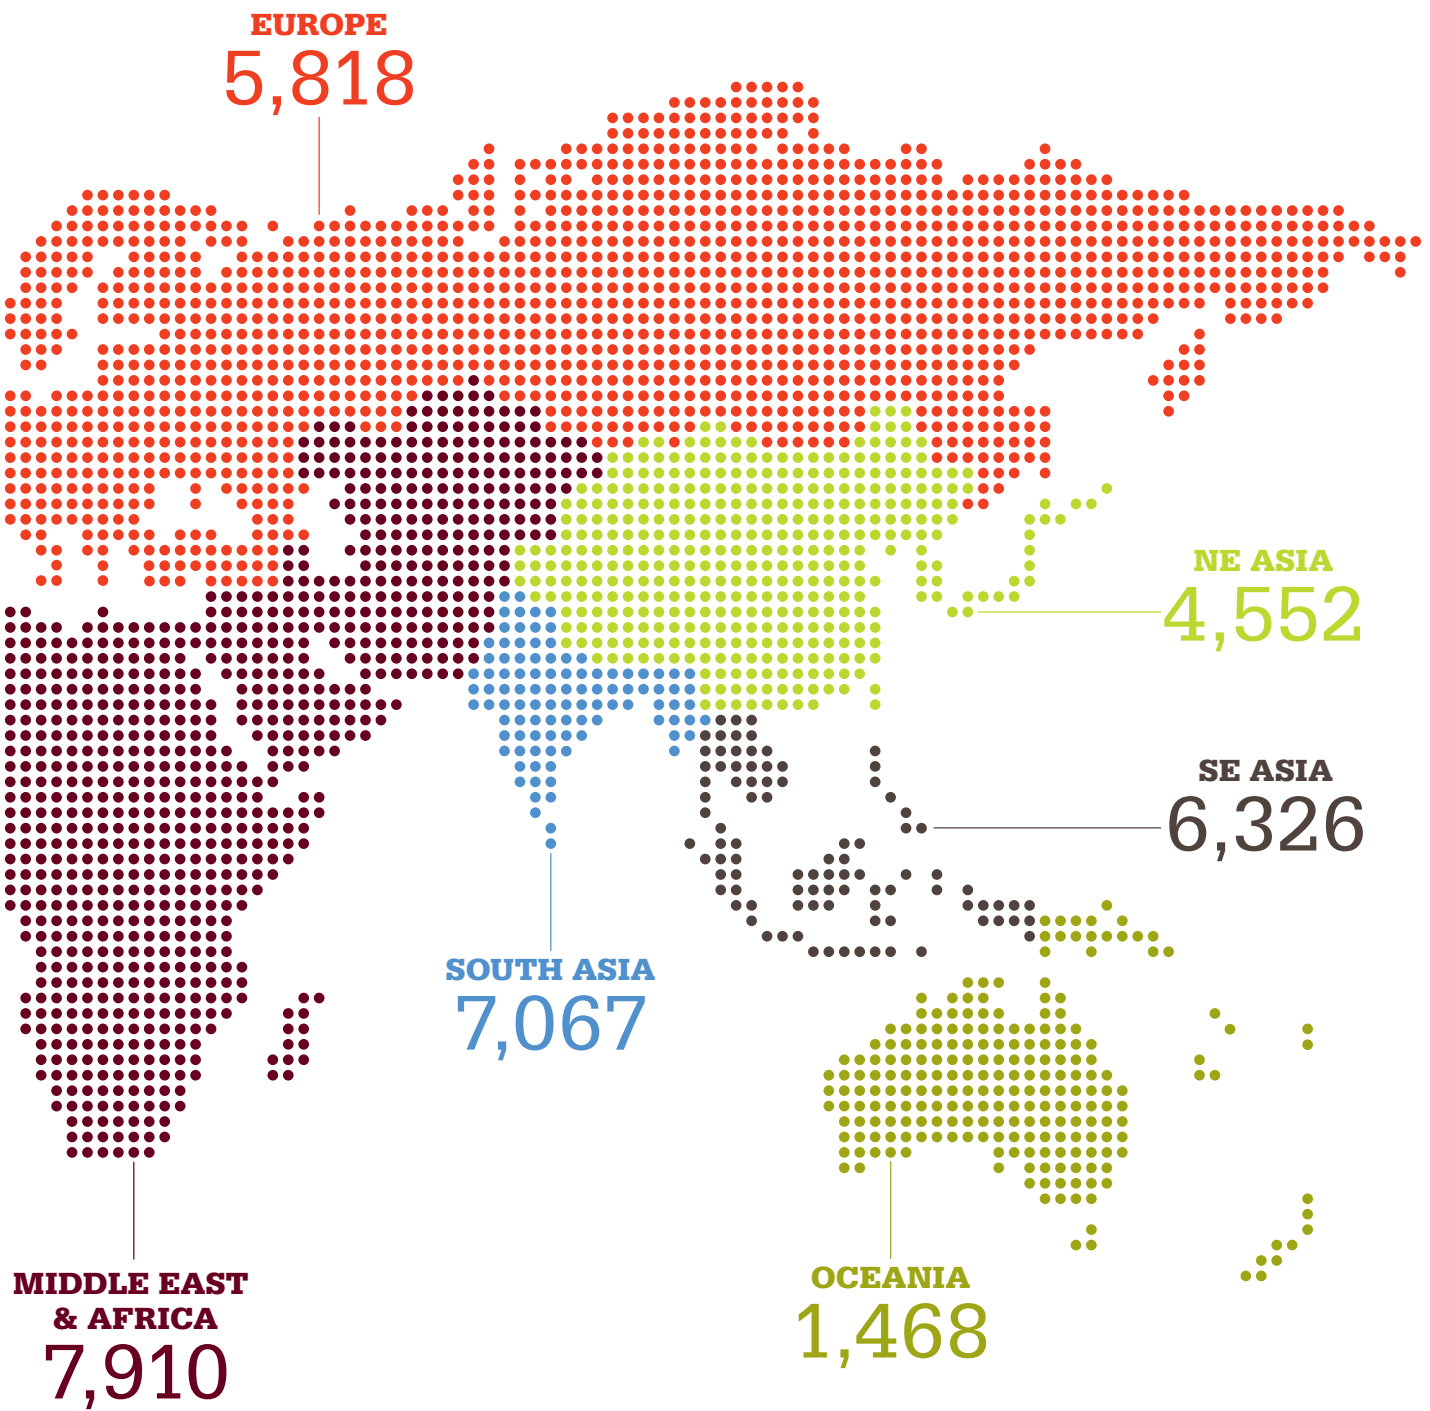 EUROPE
5,818
NE ASIA
4,552
SE ASIA
6,326
SOUTH ASIA
7,067
MIDDLE EAST
& AFRICA
7,910
OCEANIA
1,468